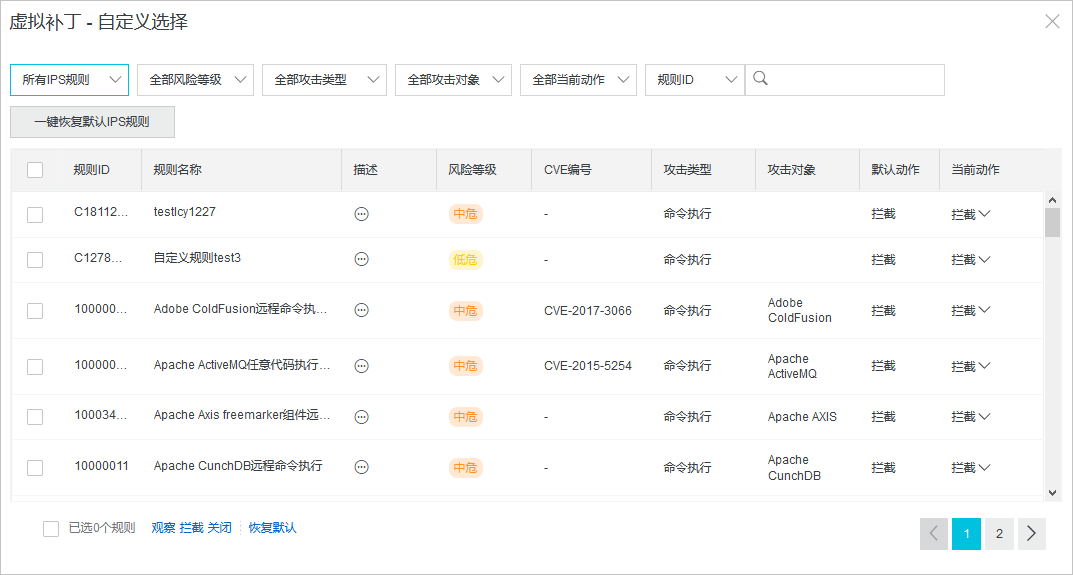 虚拟补丁 - 自定义选择
所有IPS规则 全部风险等级 全部攻击类型 全部攻击对象 全部当前动作 规则ID
一键恢复默认IPS规则
规则ID 规则名称 描述 风险等级 CVE编号 攻击类型 攻击对象 默认动作 当前动作
C18112... testlcy1227 中危 - 命令执行 拦截 拦截
C1278... 自定义规则test3 低危 - 命令执行 拦截 拦截
100000... Adobe ColdFusion远程命令执... 中危 CVE-2017-3066 命令执行 Adobe ColdFusion 拦截 拦截
100000... Apache ActiveMQ任意代码执行... 中危 CVE-2015-5254 命令执行 Apache ActiveMQ 拦截 拦截
100034... Apache Axis freemarker组件远... 中危 - 命令执行 Apache AXIS 拦截 拦截
10000011 Apache CunchDB远程命令执行 中危 - 命令执行 Apache CunchDB 拦截 拦截
已选0个规则 观察 拦截 关闭 恢复默认 1 2